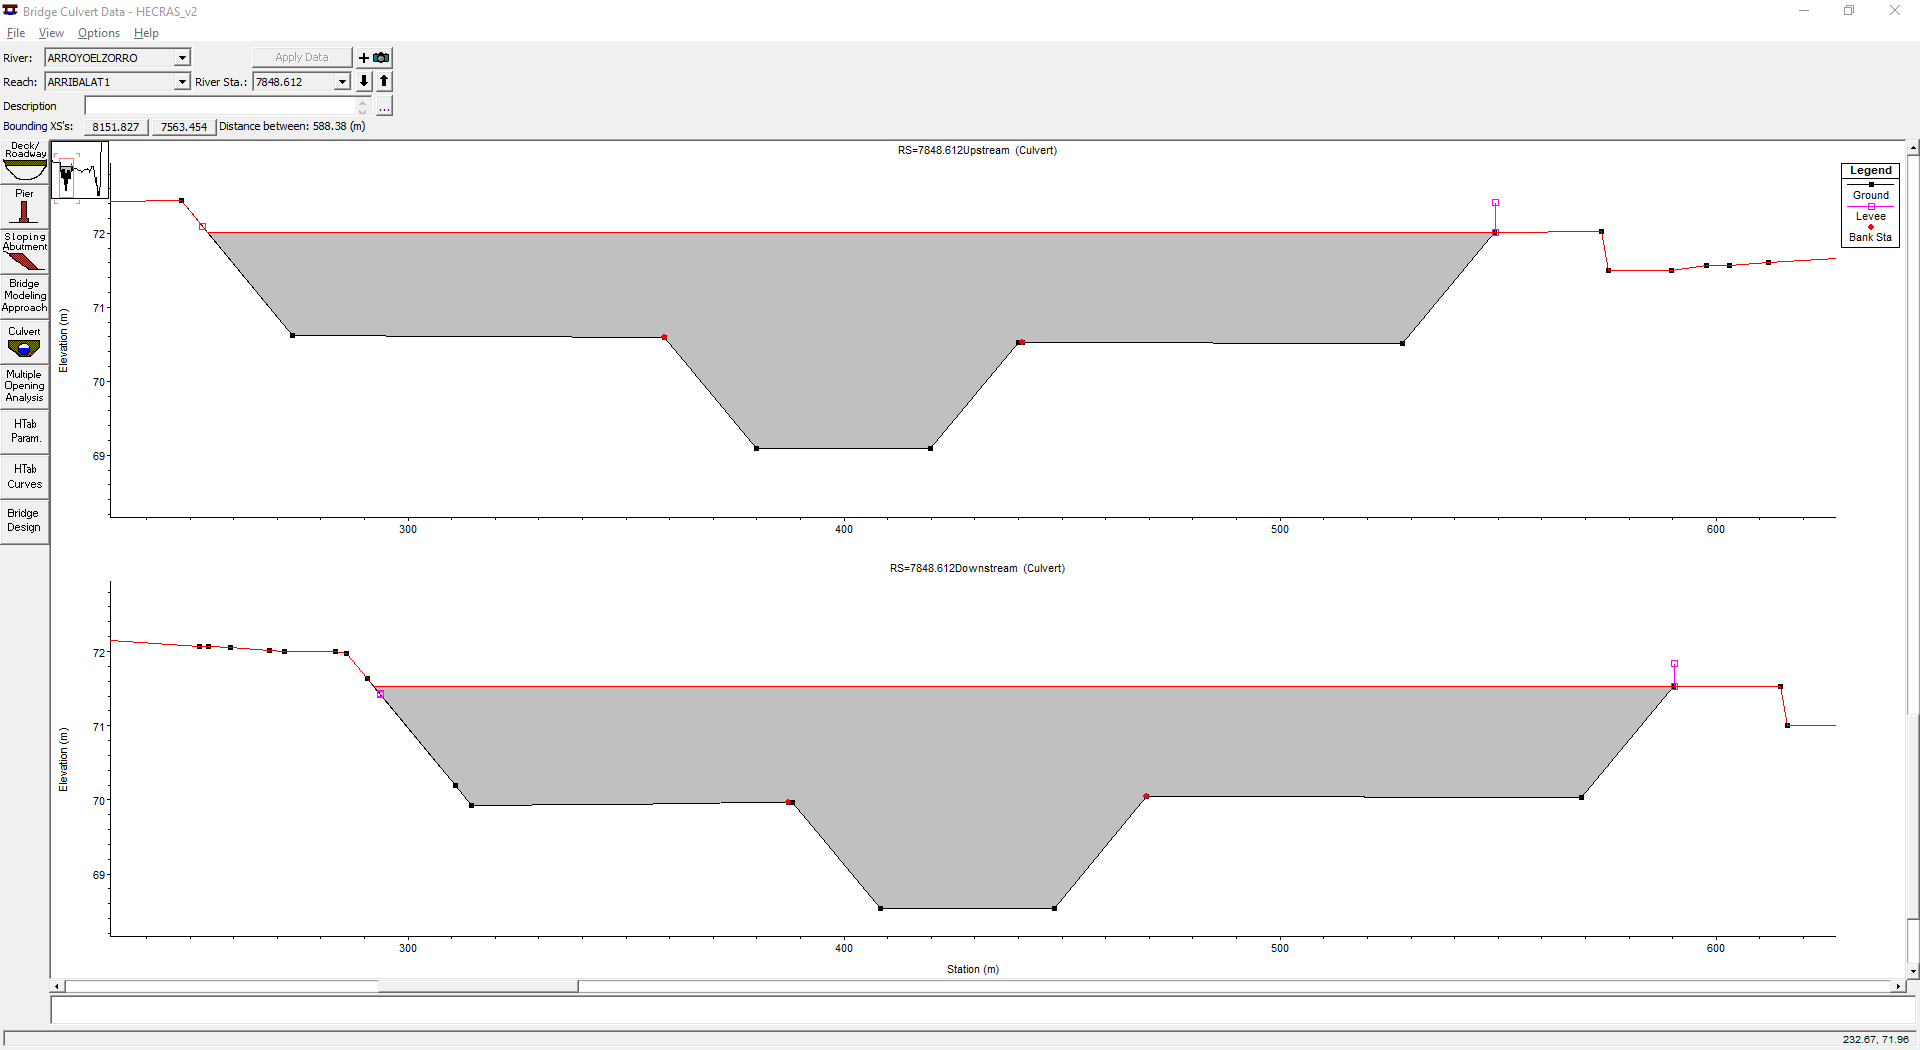 Bridge Culvert Data - HECRAS_v2
File View Options Help
River: ARROYOELZORRO Apply Data +
Reach: ARRIBALAT1 River Sta.: 7848.612
Description ...
Bounding XS's: 8151.827 7563.454 Distance between: 588.38 (m)
Deck/
Roadway
Pier
Sloping
Abutment
Bridge
Modeling
Approach
Culvert
Multiple
Opening
Analysis
HTab
Param.
HTab
Curves
Bridge
Design
RS=7848.612Upstream (Culvert)
Legend
Ground
Levee
Bank Sta
Elevation (m)
72
71
70
69
300 400 500 600
RS=7848.612Downstream (Culvert)
Elevation (m)
72
71
70
69
300 400 500 600
Station (m)
232.67, 71.96